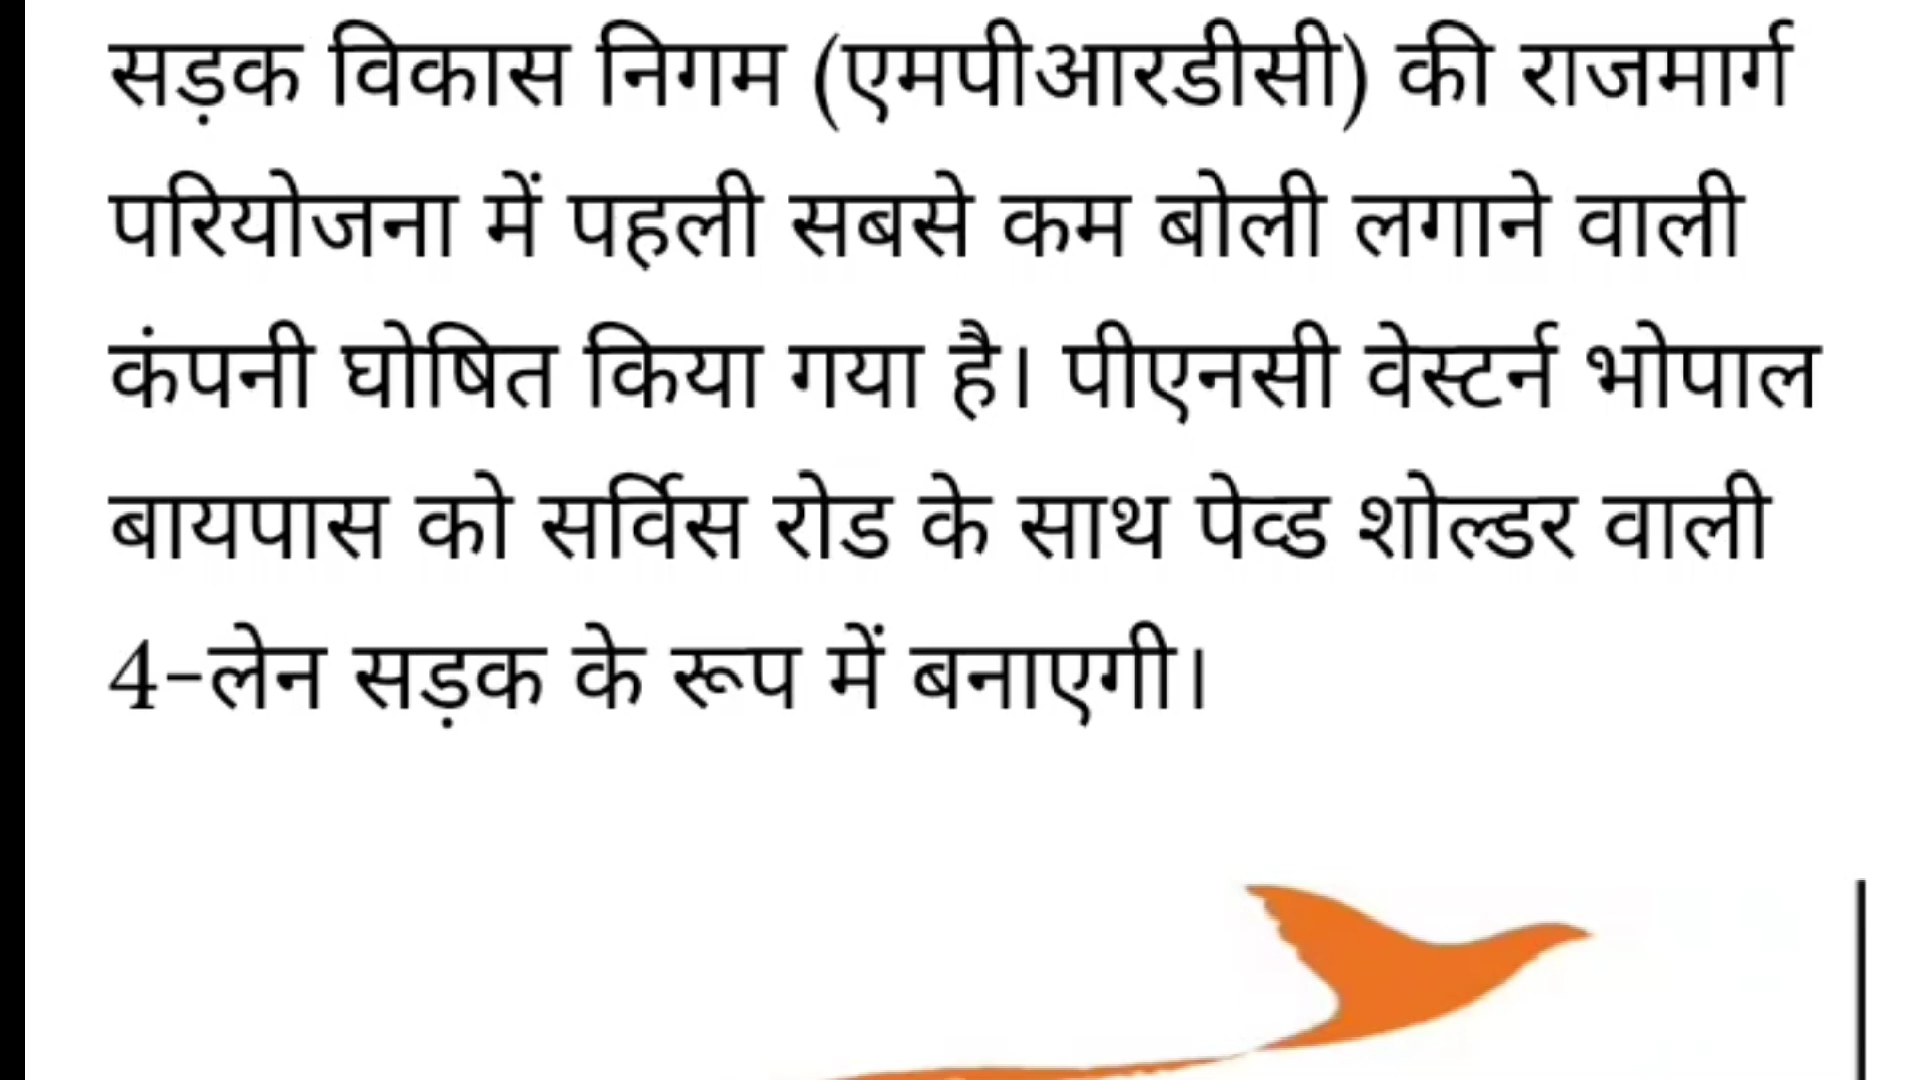 सड़क विकास निगम (एमपीआरडीसी) की राजमार्ग
परियोजना में पहली सबसे कम बोली लगाने वाली
कंपनी घोषित किया गया है। पीएनसी वेस्टर्न भोपाल
बायपास को सर्विस रोड के साथ पेव्ड शोल्डर वाली
4-लेन सड़क के रूप में बनाएगी।